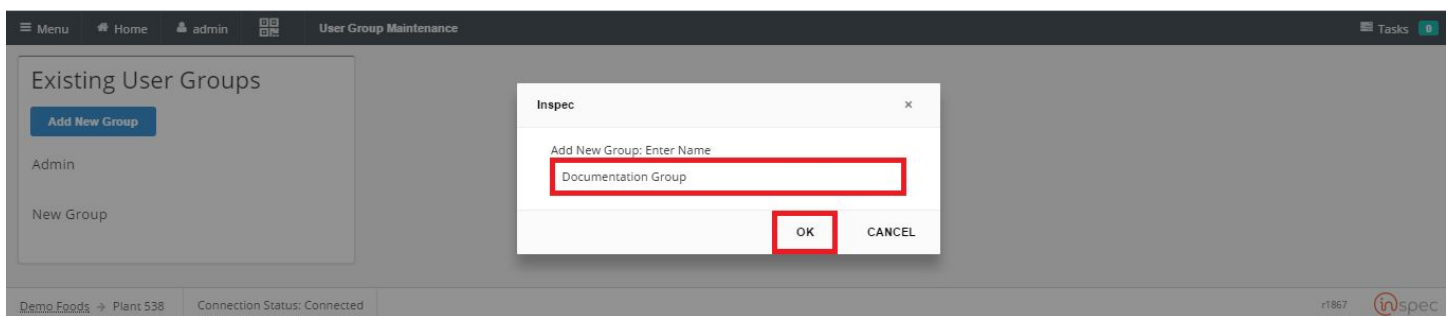 Menu Home admin User Group Maintenance Tasks 0
Existing User Groups
Add New Group
Admin
New Group
Inspec ×
Add New Group: Enter Name
Documentation Group
OK CANCEL
Demo Foods → Plant 538 Connection Status: Connected r1867 inspec